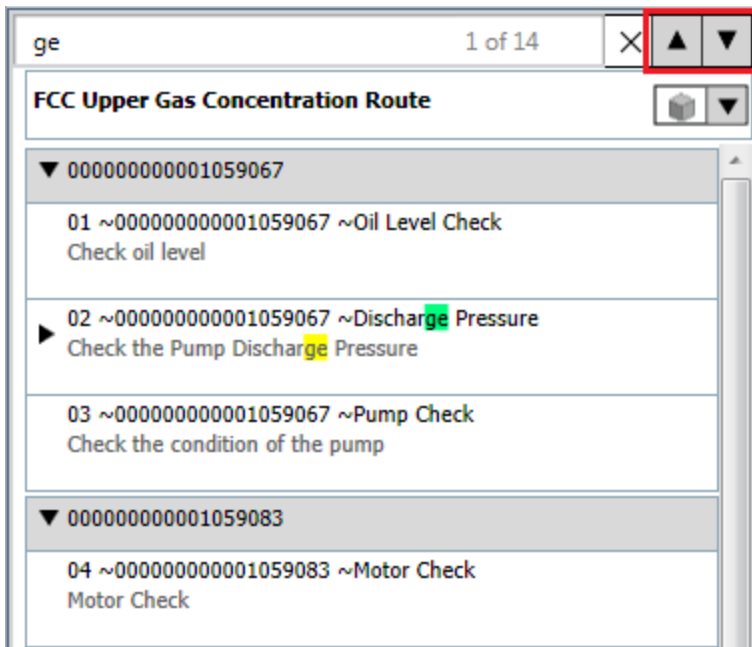 ge 1 of 14
FCC Upper Gas Concentration Route
000000000001059067
01 ~000000000001059067 ~Oil Level Check
Check oil level
02 ~000000000001059067 ~Discharge Pressure
Check the Pump Discharge Pressure
03 ~000000000001059067 ~Pump Check
Check the condition of the pump
000000000001059083
04 ~000000000001059083 ~Motor Check
Motor Check